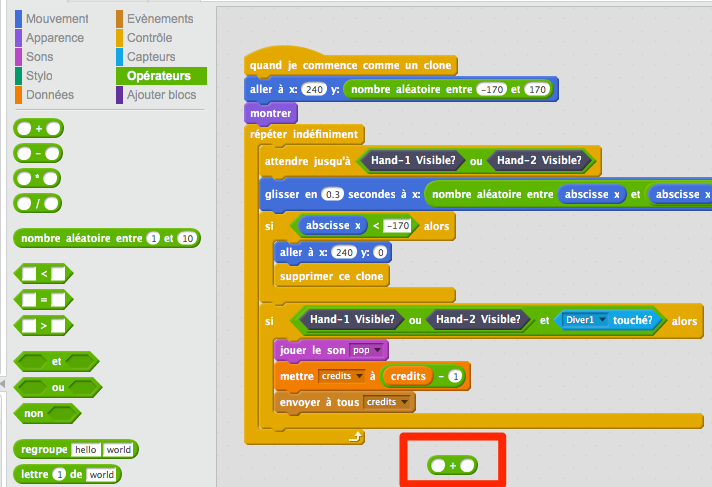 Mouvement
Apparence
Sons
Stylo
Données
Evènements
Contrôle
Capteurs
Opérateurs
Ajouter blocs
+
-
*
/
nombre aléatoire entre 1 et 10
<
=
>
et
ou
non
regroupe hello world
lettre 1 de world
quand je commence comme un clone
aller à x: 240 y: nombre aléatoire entre -170 et 170
montrer
répéter indéfiniment
attendre jusqu'à Hand-1 Visible? ou Hand-2 Visible?
glisser en 0.3 secondes à x: nombre aléatoire entre abscisse x et abscisse x
si abscisse x < -170 alors
aller à x: 240 y: 0
supprimer ce clone
si Hand-1 Visible? ou Hand-2 Visible? et Diver1 touché? alors
jouer le son pop
mettre credits à credits - 1
envoyer à tous credits
+